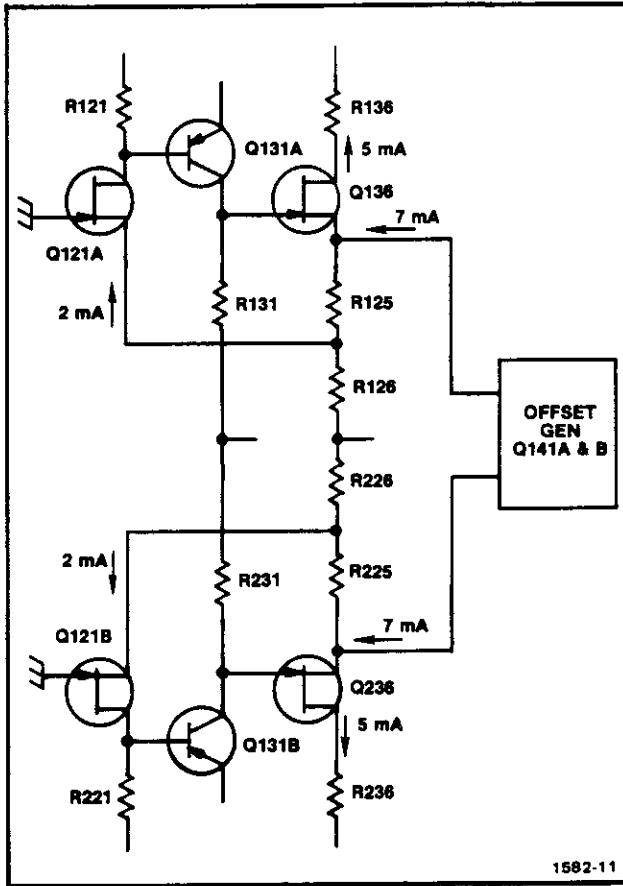 R121
Q131A
R136
5 mA
Q136
7 mA
Q121A
2 mA
R131
R125
R126
OFFSET
GEN
Q141A & B
R226
2 mA
R231
R225
7 mA
Q121B
Q236
5 mA
Q131B
R221
R236
1582-11